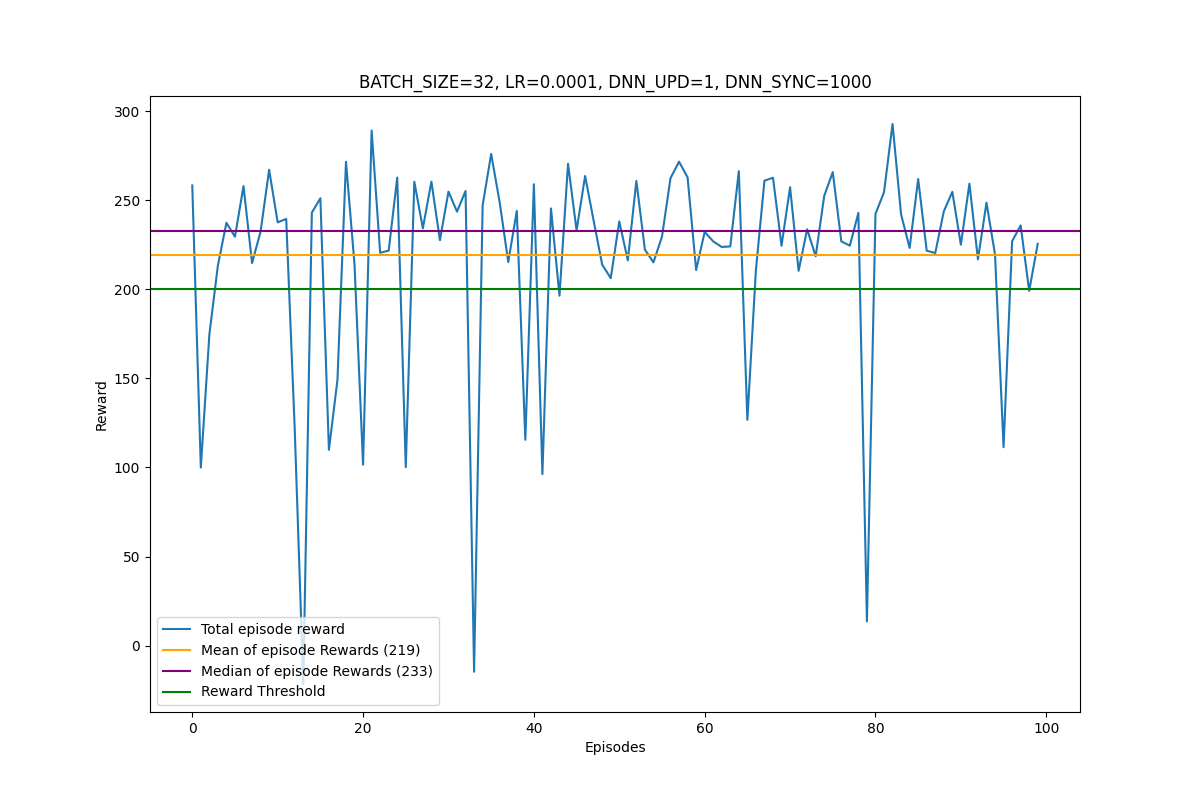 BATCH_SIZE=32, LR=0.0001, DNN_UPD=1, DNN_SYNC=1000
300
250
200
150
100
50
0
Reward
Total episode reward
Mean of episode Rewards (219)
Median of episode Rewards (233)
Reward Threshold
0 20 40 60 80 100
Episodes